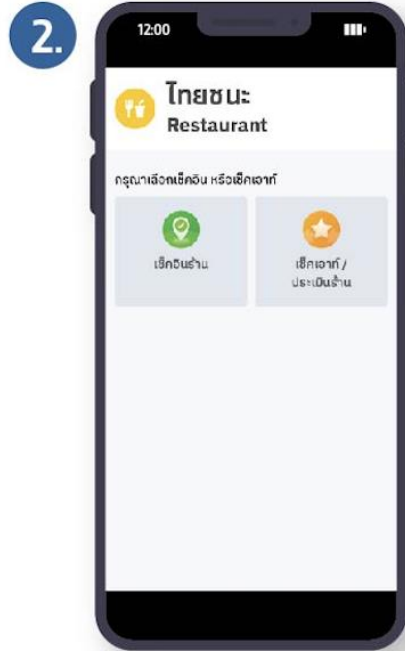 2.
12:00
ไทยชนะ
Restaurant
กรุณาเลือกเช็คอิน หรือเช็คเอาท์
เช็กอินร้าน
เช็กเอาท์ /
ประเมินร้าน